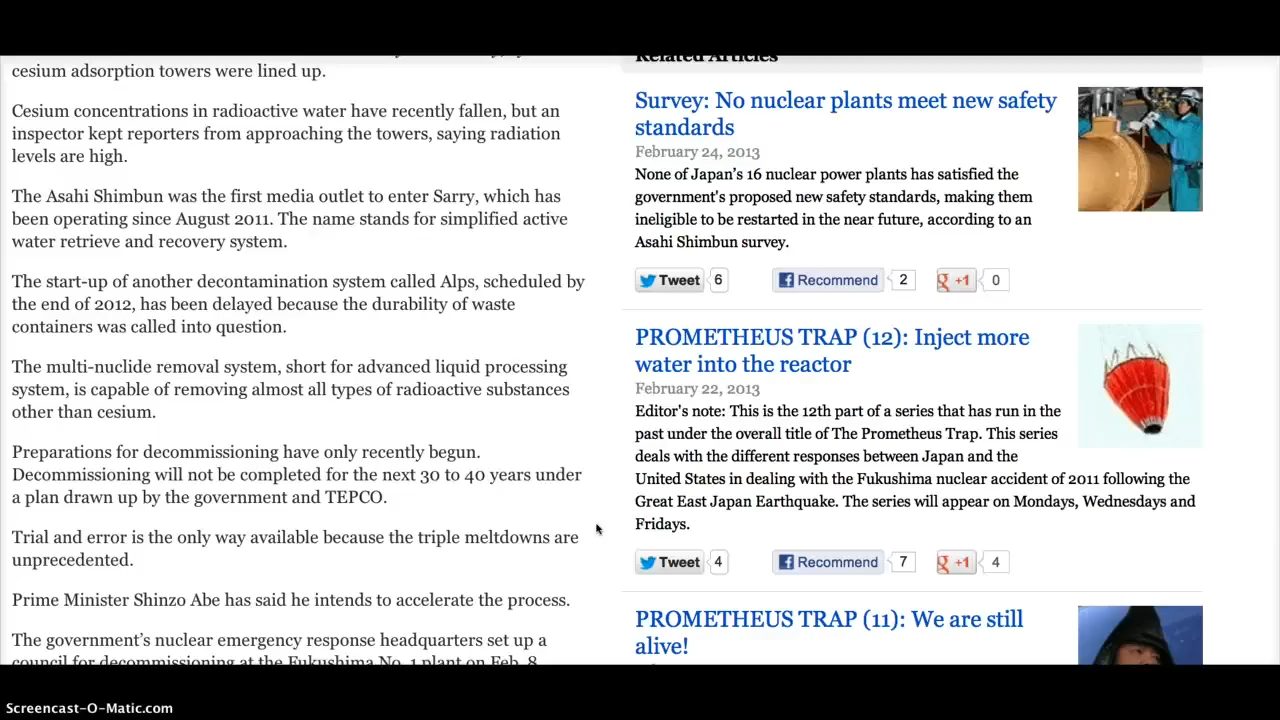 cesium adsorption towers were lined up.
Cesium concentrations in radioactive water have recently fallen, but an
inspector kept reporters from approaching the towers, saying radiation
levels are high.
The Asahi Shimbun was the first media outlet to enter Sarry, which has
been operating since August 2011. The name stands for simplified active
water retrieve and recovery system.
The start-up of another decontamination system called Alps, scheduled by
the end of 2012, has been delayed because the durability of waste
containers was called into question.
The multi-nuclide removal system, short for advanced liquid processing
system, is capable of removing almost all types of radioactive substances
other than cesium.
Preparations for decommissioning have only recently begun.
Decommissioning will not be completed for the next 30 to 40 years under
a plan drawn up by the government and TEPCO.
Trial and error is the only way available because the triple meltdowns are
unprecedented.
Prime Minister Shinzo Abe has said he intends to accelerate the process.
The government's nuclear emergency response headquarters set up a
council for decommissioning at the Fukushima No. 1 plant on Feb. 8
Related Articles
Survey: No nuclear plants meet new safety
standards
February 24, 2013
None of Japan's 16 nuclear power plants has satisfied the
government's proposed new safety standards, making them
ineligible to be restarted in the near future, according to an
Asahi Shimbun survey.
Tweet 6 Recommend 2 +1 0
PROMETHEUS TRAP (12): Inject more
water into the reactor
February 22, 2013
Editor's note: This is the 12th part of a series that has run in the
past under the overall title of The Prometheus Trap. This series
deals with the different responses between Japan and the
United States in dealing with the Fukushima nuclear accident of 2011 following the
Great East Japan Earthquake. The series will appear on Mondays, Wednesdays and
Fridays.
Tweet 4 Recommend 7 +1 4
PROMETHEUS TRAP (11): We are still
alive!
Screencast-O-Matic.com